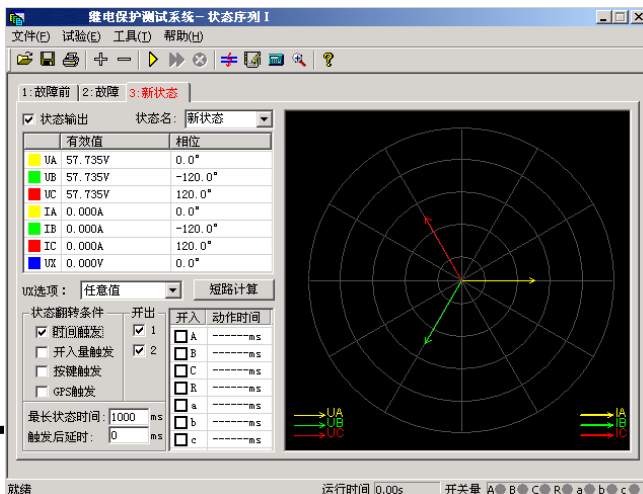 继电保护测试系统－状态序列 I
文件(F) 试验(E) 工具(T) 帮助(H)
1:故障前 2:故障 3:新状态
状态输出 状态名: 新状态
有效值 相位
UA 57.735V 0.0°
UB 57.735V -120.0°
UC 57.735V 120.0°
IA 0.000A 0.0°
IB 0.000A -120.0°
IC 0.000A 120.0°
UX 0.000V 0.0°
UX选项: 任意值 短路计算
状态翻转条件 开出 开入 动作时间
时间触发 1 A ------ms
开入量触发 2 B ------ms
按键触发 C ------ms
GPS触发 R ------ms
a ------ms
最长状态时间: 1000 ms b ------ms
触发后延时: 0 ms c ------ms
UA IA
UB IB
UC IC
就绪 运行时间 0.00s 开关量 A B C R a b c